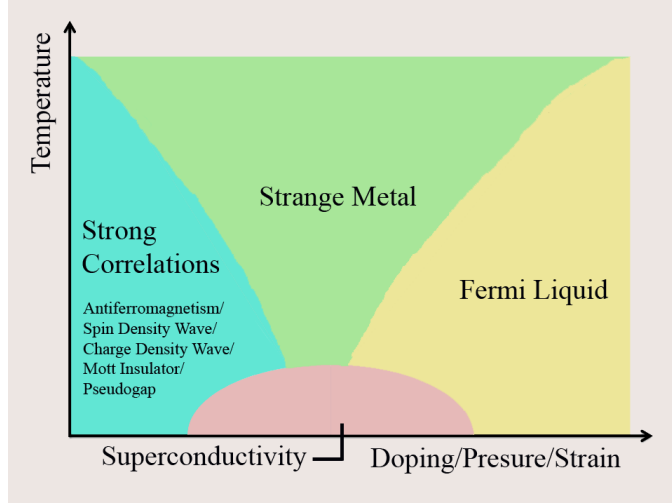 Temperature
Strange Metal
Strong
Correlations
Antiferromagnetism/
Spin Density Wave/
Charge Density Wave/
Mott Insulator/
Pseudogap
Fermi Liquid
Superconductivity
Doping/Presure/Strain